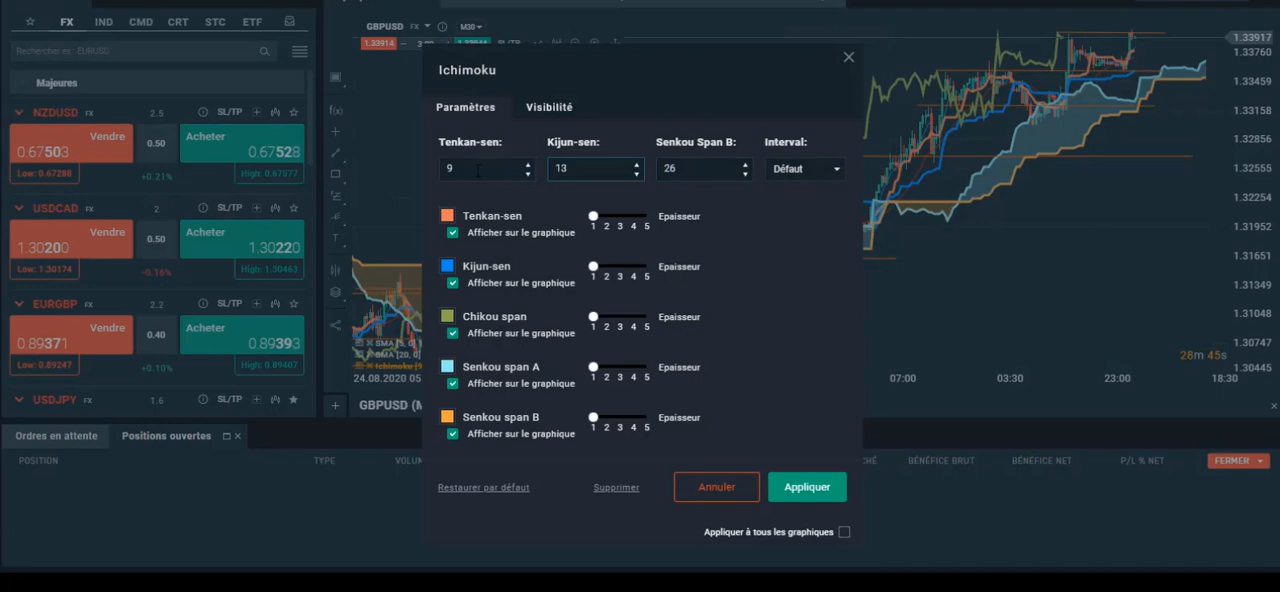 FX IND CMD CRT STC ETF
Rechercher ex : EURUSD
Majeures
NZDUSD FX 2.5 SL/TP
Vendre 0.67503 0.50 Acheter 0.67528
Low: 0.67288 +0.21% High: 0.67577
USDCAD FX 2 SL/TP
Vendre 1.30200 0.50 Acheter 1.30220
Low: 1.30174 -0.16% High: 1.30463
EURGBP FX 2.2 SL/TP
Vendre 0.89371 0.40 Acheter 0.89393
Low: 0.89247 +0.10% High: 0.89407
USDJPY FX 1.6 SL/TP
GBPUSD FX M30
1.33914
f(x)
T
Ichimoku
Paramètres Visibilité
Tenkan-sen: Kijun-sen: Senkou Span B: Interval:
9 13 26 Défaut
Tenkan-sen Epaisseur
Afficher sur le graphique 1 2 3 4 5
Kijun-sen Epaisseur
Afficher sur le graphique 1 2 3 4 5
Chikou span Epaisseur
Afficher sur le graphique 1 2 3 4 5
Senkou span A Epaisseur
Afficher sur le graphique 1 2 3 4 5
Senkou span B Epaisseur
Afficher sur le graphique 1 2 3 4 5
Restaurer par défaut Supprimer Annuler Appliquer
Appliquer à tous les graphiques
1.33917
1.33760
1.33459
1.33158
1.32856
1.32555
1.32254
1.31952
1.31651
1.31349
1.31048
1.30747
1.30445
28m 45s
24.08.2020 05 07:00 03:30 23:00 18:30
GBPUSD (M
Ordres en attente Positions ouvertes
POSITION TYPE VOLUM CHÉ BÉNÉFICE BRUT BÉNÉFICE NET P/L % NET FERMER